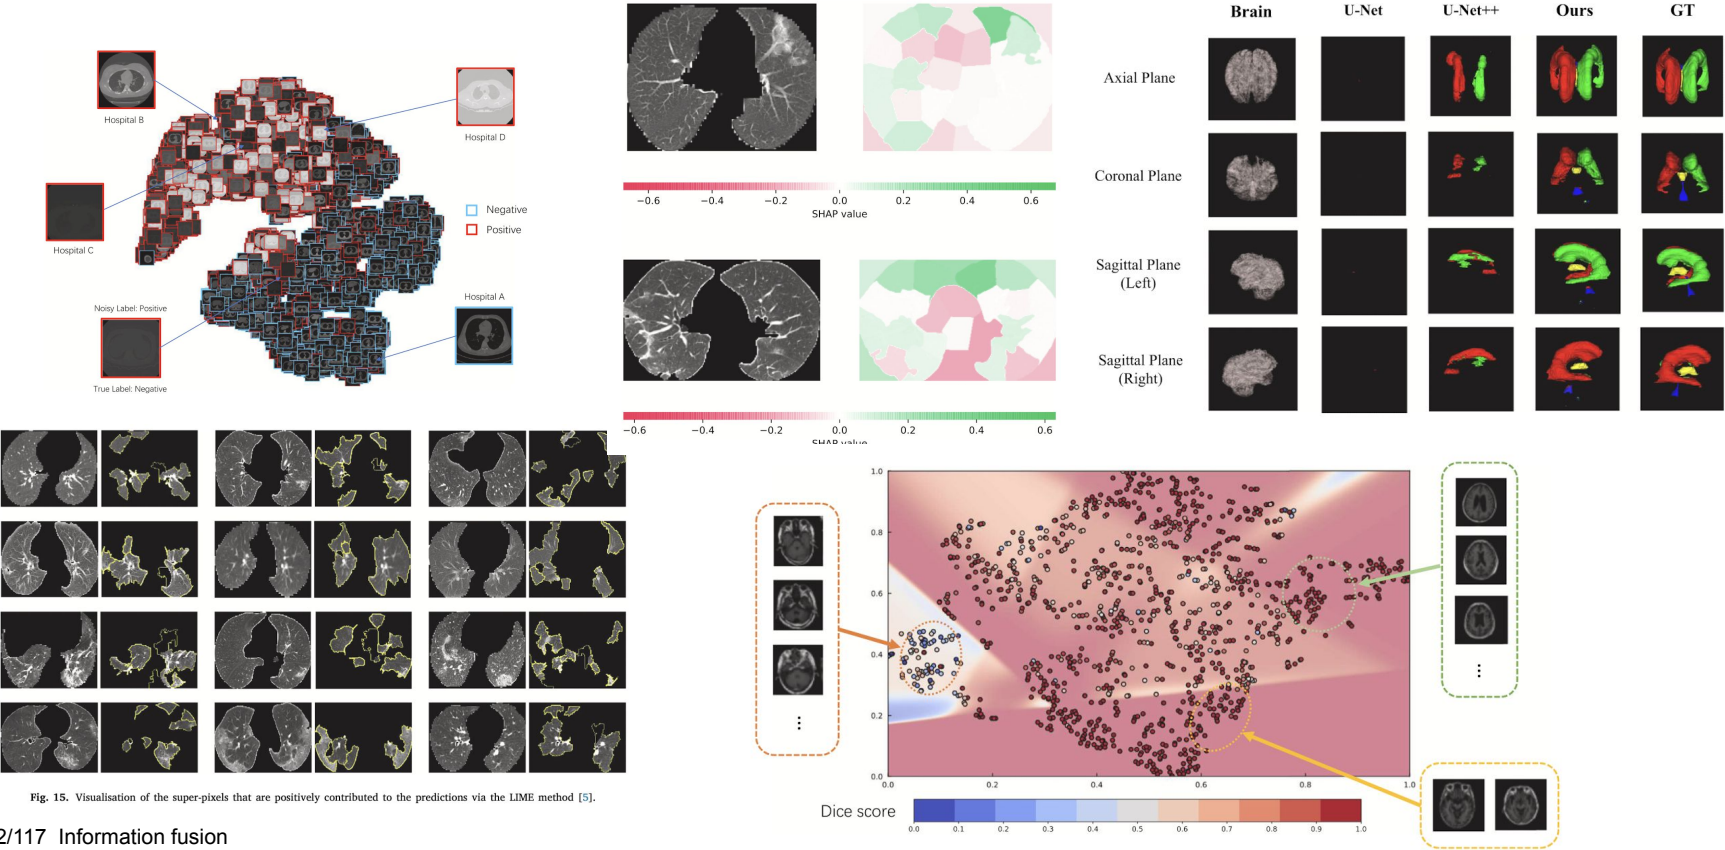 Hospital B
Hospital D
Hospital C
Negative
Positive
Noisy Label: Positive
True Label: Negative
Hospital A
−0.6 −0.4 −0.2 0.0 0.2 0.4 0.6
SHAP value
−0.6 −0.4 −0.2 0.0 0.2 0.4 0.6
SHAP value
Brain U-Net U-Net++ Ours GT
Axial Plane
Coronal Plane
Sagittal Plane
(Left)
Sagittal Plane
(Right)
Fig. 15. Visualisation of the super-pixels that are positively contributed to the predictions via the LIME method [5].
2/117 Information fusion
1.0
0.8
0.6
0.4
0.2
0.0
0.0 0.2 0.4 0.6 0.8 1.0
Dice score
0.0 0.1 0.2 0.3 0.4 0.5 0.6 0.7 0.8 0.9 1.0